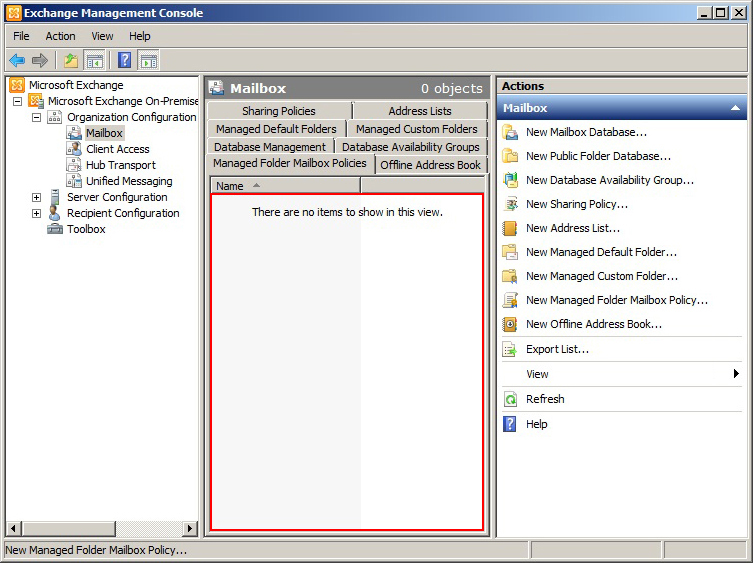 Exchange Management Console
File Action View Help
Microsoft Exchange
Microsoft Exchange On-Premise
Organization Configuration
Mailbox
Client Access
Hub Transport
Unified Messaging
Server Configuration
Recipient Configuration
Toolbox
Mailbox 0 objects
Sharing Policies Address Lists
Managed Default Folders Managed Custom Folders
Database Management Database Availability Groups
Managed Folder Mailbox Policies Offline Address Book
Name
There are no items to show in this view.
Actions
Mailbox
New Mailbox Database...
New Public Folder Database...
New Database Availability Group...
New Sharing Policy...
New Address List...
New Managed Default Folder...
New Managed Custom Folder...
New Managed Folder Mailbox Policy...
New Offline Address Book...
Export List...
View
Refresh
Help
New Managed Folder Mailbox Policy...